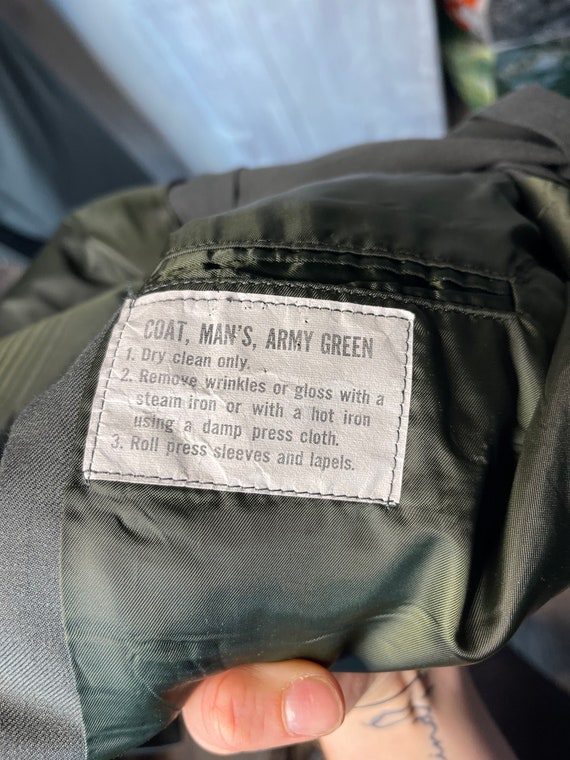 COAT, MAN'S, ARMY GREEN
1. Dry clean only.
2. Remove wrinkles or gloss with a
steam iron or with a hot iron
using a damp press cloth.
3. Roll press sleeves and lapels.